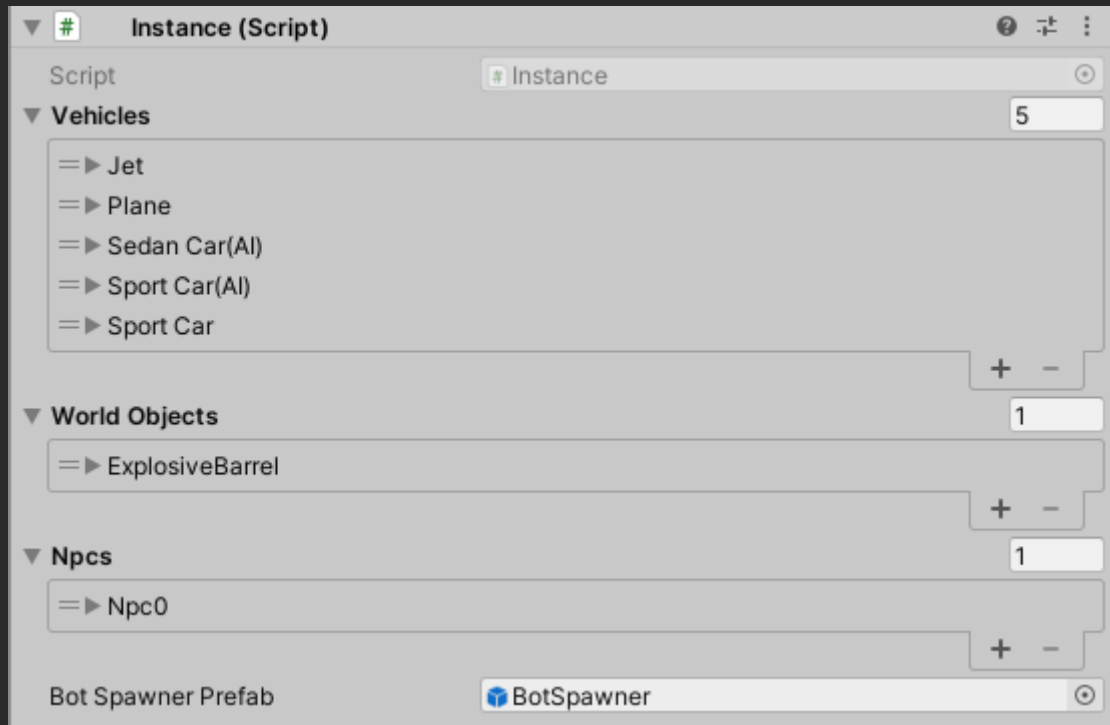 Instance (Script)
Script Instance
Vehicles 5
Jet
Plane
Sedan Car(AI)
Sport Car(AI)
Sport Car
World Objects 1
ExplosiveBarrel
Npcs 1
Npc0
Bot Spawner Prefab BotSpawner